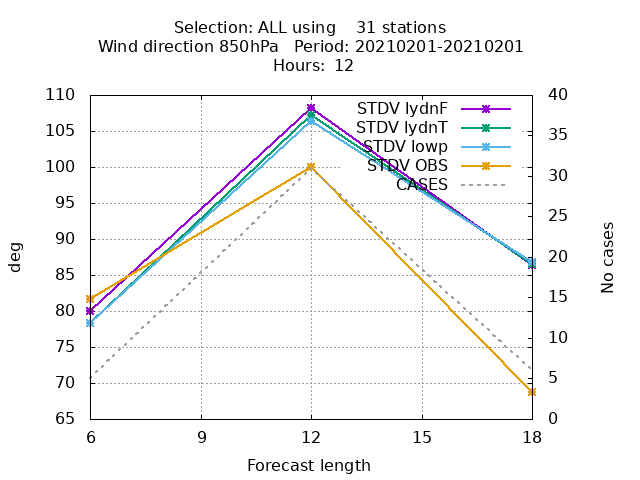 Selection: ALL using    31 stations
Wind direction 850hPa   Period: 20210201-20210201
Hours:  12
110
105
100
95
90
85
80
75
70
65
deg
STDV lydnF
STDV lydnT
STDV lowp
STDV OBS
CASES
40
35
30
25
20
15
10
5
0
No cases
6
9
12
15
18
Forecast length